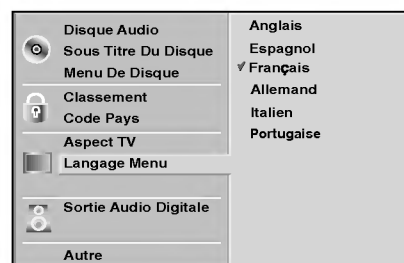 Disque Audio
Sous Titre Du Disque
Menu De Disque
Classement
Code Pays
Aspect TV
Langage Menu
Sortie Audio Digitale
Autre
Anglais
Espagnol
Français
Allemand
Italien
Portugaise